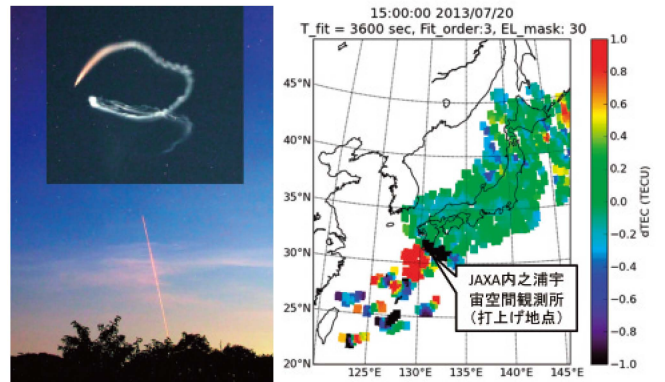 15:00:00 2013/07/20
T_fit = 3600 sec, Fit_order:3, EL_mask: 30
45°N
40°N
35°N
30°N
25°N
20°N
125°E
130°E
135°E
140°E
145°E
JAXA内之浦宇
宙空間観測所
（打上げ地点）
1.0
0.8
0.6
0.4
0.2
0.0
−0.2
−0.4
−0.6
−0.8
−1.0
dTEC (TECU)